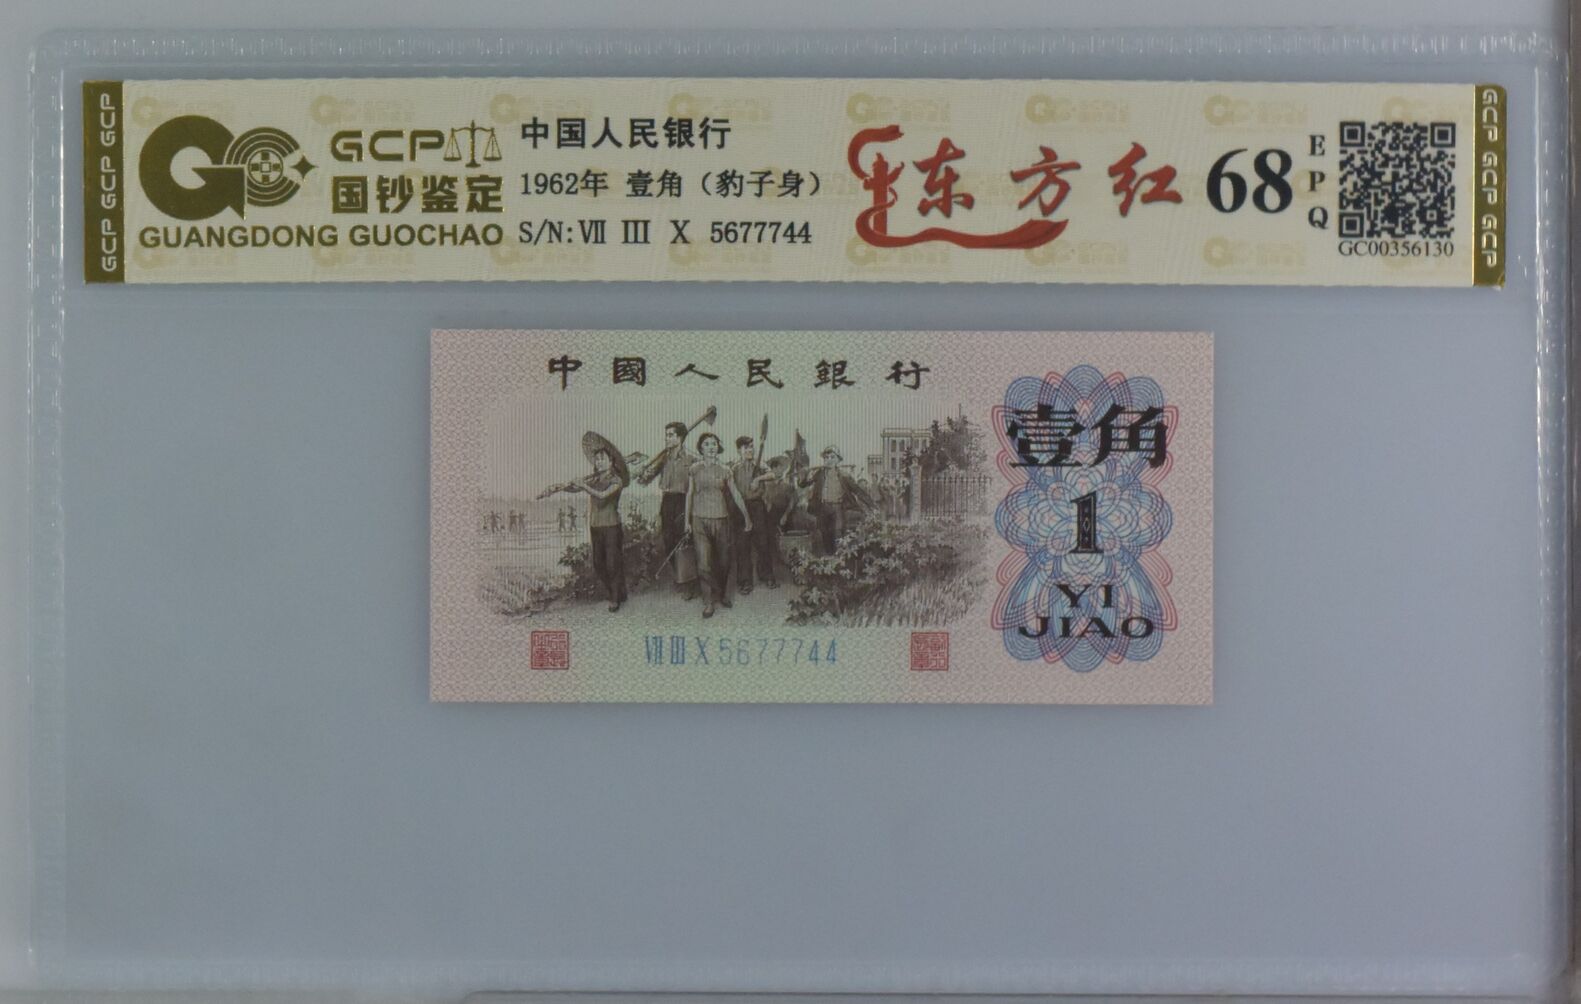 GCP
国钞鉴定
GUANGDONG GUOCHAO
中国人民银行
1962年 壹角（豹子身）
S/N:Ⅶ Ⅲ X 5677744
东方红
68
EPQ
GC00356130
GCP GCP GCP
GCP GCP GCP
中國人民銀行
壹角
1
YI
JIAO
Ⅶ Ⅲ X 5677744